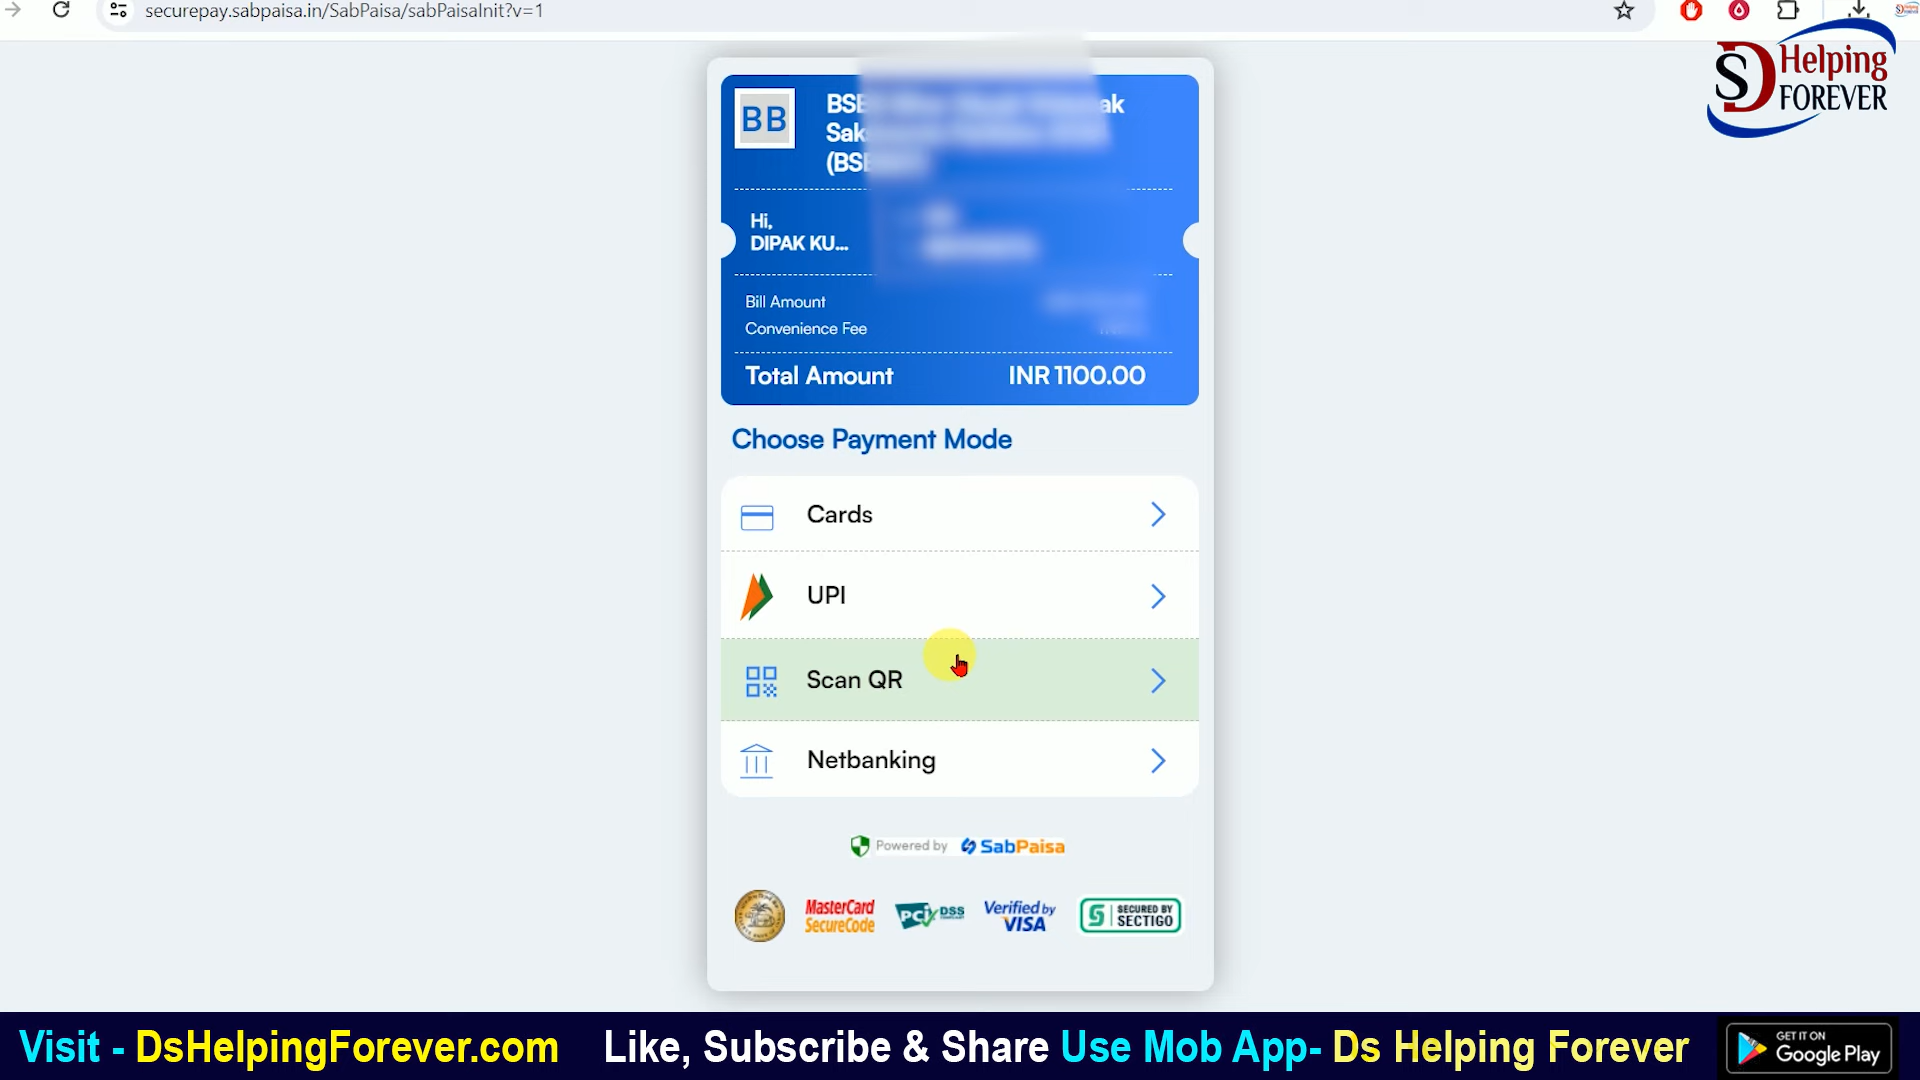 securepay.sabpaisa.in/SabPaisa/sabPaisaInit?v=1
SD Helping
FOREVER
BB
Hi,
DIPAK KU...
Bill Amount
Convenience Fee
Total Amount INR 1100.00
Choose Payment Mode
Cards
UPI
Scan QR
Netbanking
Powered by SabPaisa
MasterCard
SecureCode
PCI DSS
Verified by
VISA
SECURED BY
SECTIGO
Visit - DsHelpingForever.com Like, Subscribe & Share Use Mob App- Ds Helping Forever
GET IT ON
Google Play